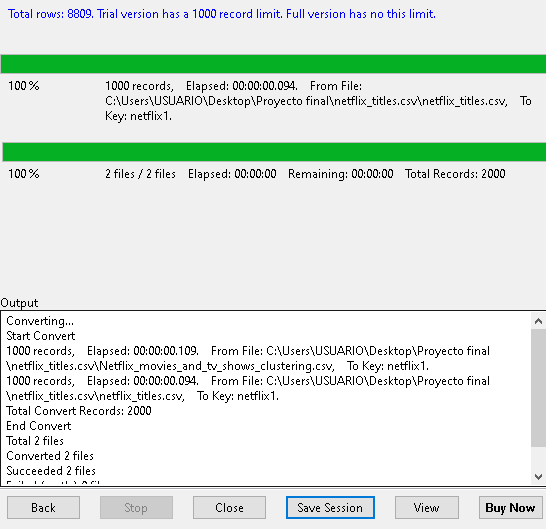 Total rows: 8809. Trial version has a 1000 record limit. Full version has no this limit.
100 % 1000 records, Elapsed: 00:00:00.094. From File:
C:\Users\USUARIO\Desktop\Proyecto final\netflix_titles.csv\netflix_titles.csv, To
Key: netflix1.
100 % 2 files / 2 files Elapsed: 00:00:00 Remaining: 00:00:00 Total Records: 2000
Output
Converting...
Start Convert
1000 records, Elapsed: 00:00:00.109. From File: C:\Users\USUARIO\Desktop\Proyecto final
\netflix_titles.csv\Netflix_movies_and_tv_shows_clustering.csv, To Key: netflix1.
1000 records, Elapsed: 00:00:00.094. From File: C:\Users\USUARIO\Desktop\Proyecto final
\netflix_titles.csv\netflix_titles.csv, To Key: netflix1.
Total Convert Records: 2000
End Convert
Total 2 files
Converted 2 files
Succeeded 2 files
Back Stop Close Save Session View Buy Now